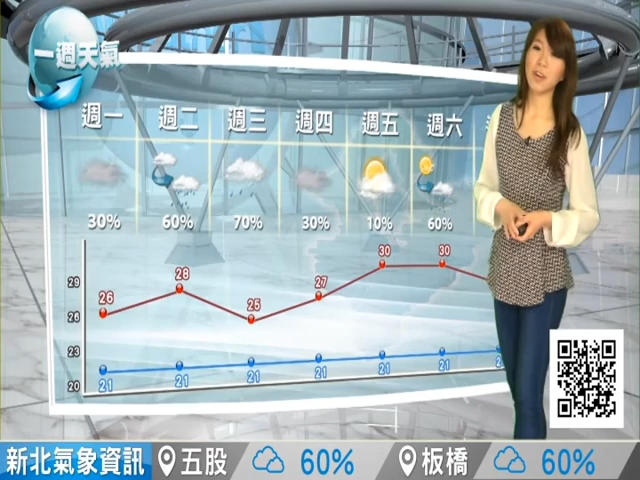 一週天氣
週一 週二 週三 週四 週五 週六
30% 60% 70% 30% 10% 60%
26 28 25 27 30 30
29
26
23
20
21 21 21 21 21 21
新北氣象資訊 五股 60% 板橋 60%